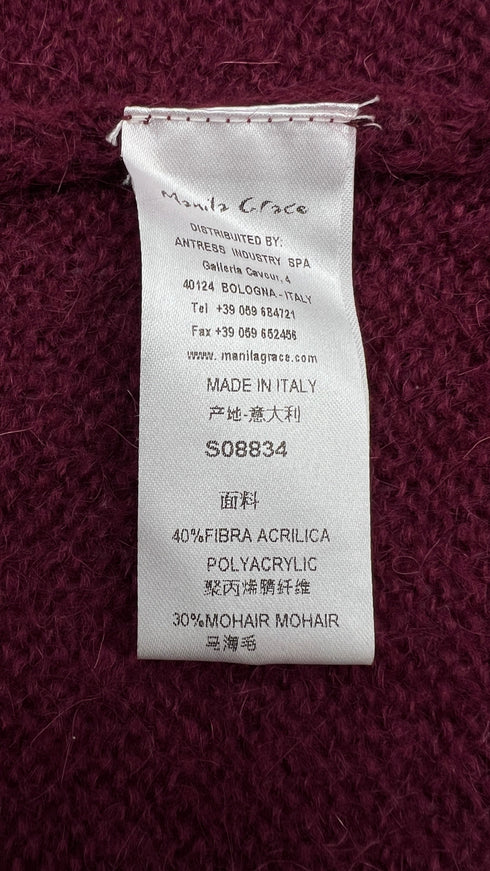 Manila Grace
DISTRIBUITED BY:
ANTRESS INDUSTRY SPA
Galleria Cavour, 4
40124 BOLOGNA-ITALY
Tel +39 059 684721
Fax +39 059 652456
www. manilagrace.com
MADE IN ITALY
产地-意大利
S08834
面料
40%FIBRA ACRILICA
POLYACRYLIC
聚丙烯腈纤维
30%MOHAIR MOHAIR
马海毛